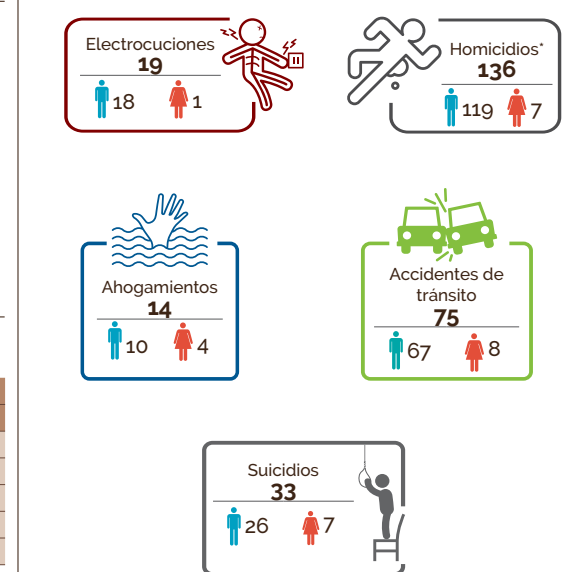 Electrocuciones
19
18 1
Homicidios*
136
119 7
Ahogamientos
14
10 4
Accidentes de
tránsito
75
67 8
Suicidios
33
26 7